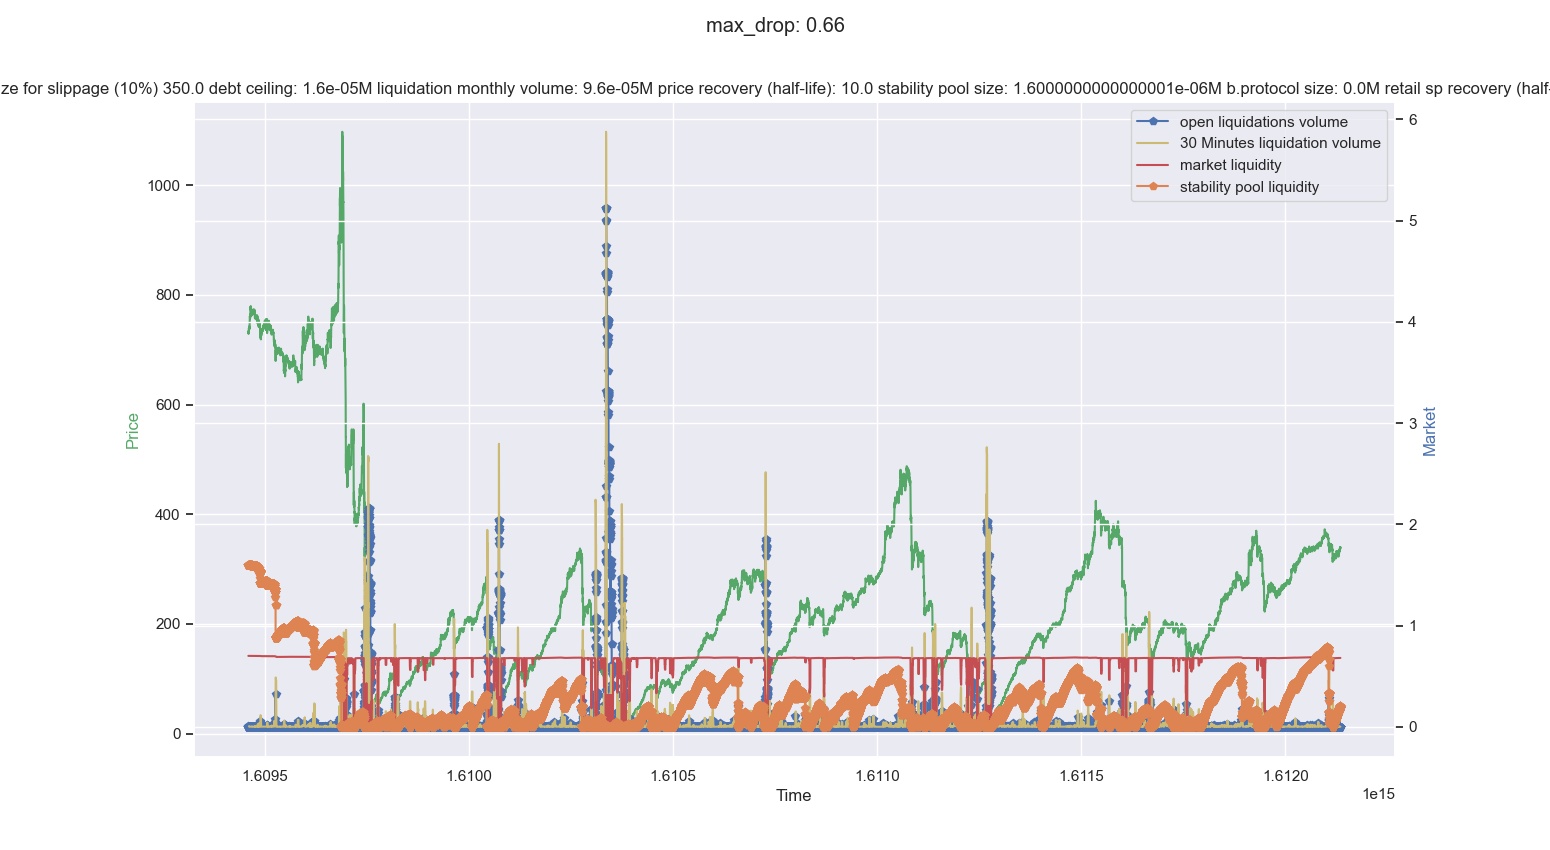 max_drop: 0.66
ze for slippage (10%) 350.0 debt ceiling: 1.6e-05M liquidation monthly volume: 9.6e-05M price recovery (half-life): 10.0 stability pool size: 1.6000000000000001e-06M b.protocol size: 0.0M retail sp recovery (half-
open liquidations volume
30 Minutes liquidation volume
market liquidity
stability pool liquidity
1000
800
600
400
200
0
Price
6
5
4
3
2
1
0
Market
1.6095
1.6100
1.6105
1.6110
1.6115
1.6120
Time
1e15